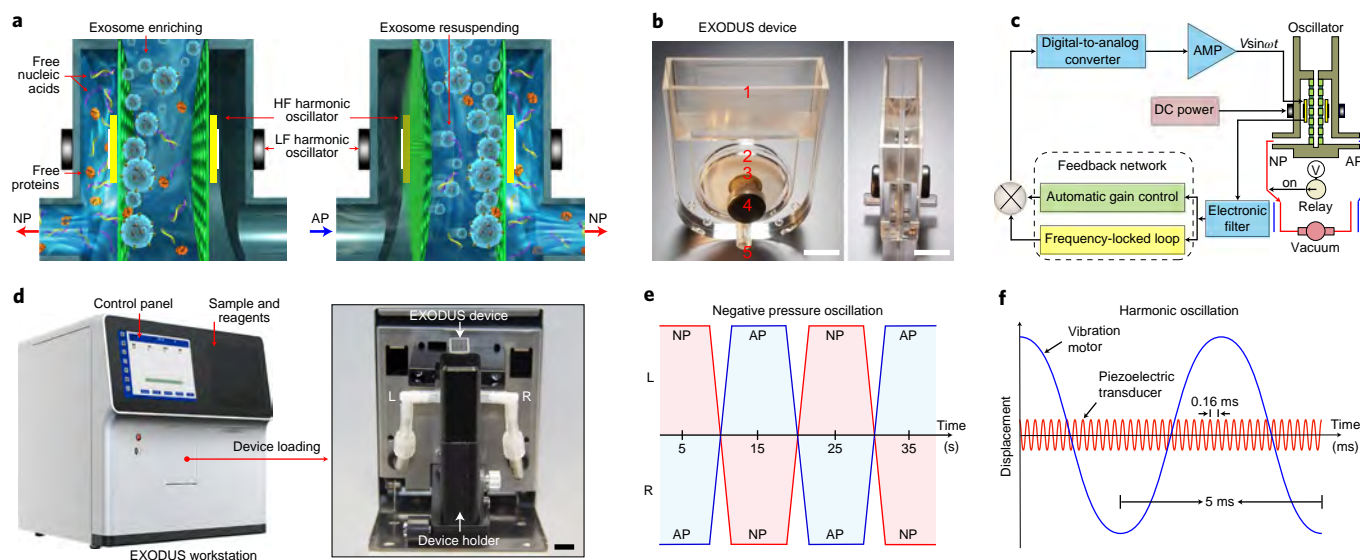 a
Exosome enriching
Exosome resuspending
Free
nucleic
acids
HF harmonic
oscillator
LF harmonic
oscillator
Free
proteins
NP
AP
NP
b
EXODUS device
1
2
3
4
5
c
Digital-to-analog
converter
AMP
Vsinωt
Oscillator
DC power
Feedback network
Automatic gain control
Frequency-locked loop
Electronic
filter
NP
AP
V
on
Relay
Vacuum
d
Control panel
Sample and
reagents
Device loading
EXODUS workstation
EXODUS device
L
R
Device holder
e
Negative pressure oscillation
NP
AP
NP
AP
L
Time
5
15
25
35
(s)
R
AP
NP
AP
NP
f
Harmonic oscillation
Vibration
motor
Piezoelectric
transducer
0.16 ms
Time
(ms)
Displacement
5 ms